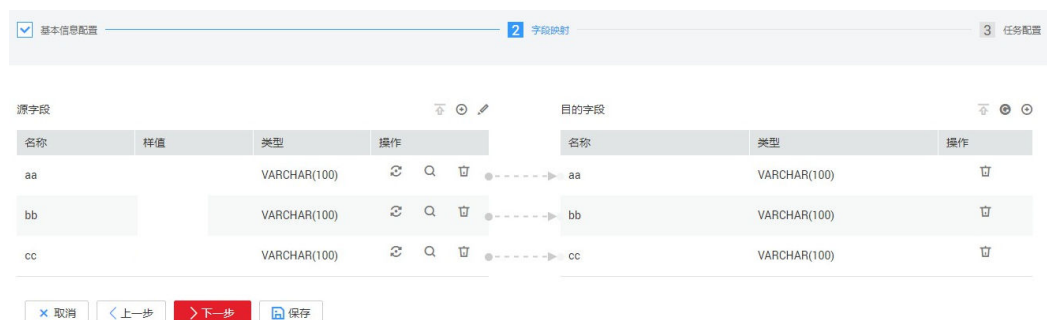 基本信息配置 2 字段映射 3 任务配置
源字段 目的字段
名称 样值 类型 操作 名称 类型 操作
aa VARCHAR(100) aa VARCHAR(100)
bb VARCHAR(100) bb VARCHAR(100)
cc VARCHAR(100) cc VARCHAR(100)
取消 上一步 下一步 保存